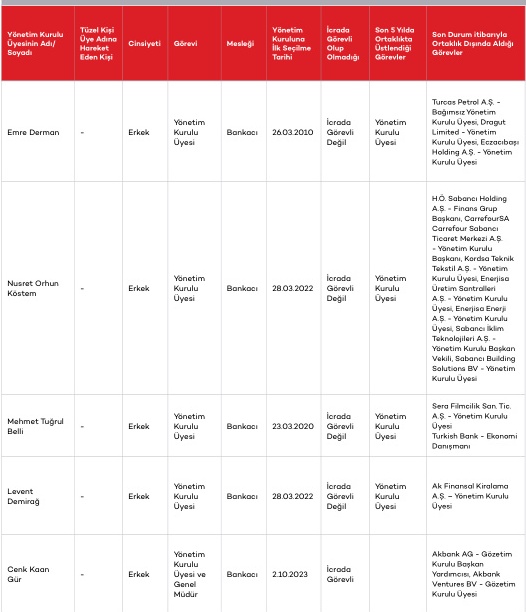 Yönetim Kurulu
Üyesinin Adı/
Soyadı
Tüzel Kişi
Üye Adına
Hareket
Eden Kişi
Cinsiyeti
Görevi
Mesleği
Yönetim
Kuruluna
İlk Seçilme
Tarihi
İcrada
Görevli
Olup
Olmadığı
Son 5 Yılda
Ortaklıkta
Üstlendiği
Görevler
Son Durum itibarıyla
Ortaklık Dışında Aldığı
Görevler
Emre Derman
-
Erkek
Yönetim
Kurulu
Üyesi
Bankacı
26.03.2010
İcrada
Görevli
Değil
Yönetim
Kurulu
Üyesi
Turcas Petrol A.Ş. -
Bağımsız Yönetim
Kurulu Üyesi, Dragut
Limited - Yönetim
Kurulu Üyesi, Eczacıbaşı
Holding A.Ş. - Yönetim
Kurulu Üyesi
Nusret Orhun
Köstem
-
Erkek
Yönetim
Kurulu
Üyesi
Bankacı
28.03.2022
İcrada
Görevli
Değil
Yönetim
Kurulu
Üyesi
H.Ö. Sabancı Holding
A.Ş. - Finans Grup
Başkanı, CarrefourSA
Carrefour Sabancı
Ticaret Merkezi A.Ş.
- Yönetim Kurulu
Başkanı, Kordsa Teknik
Tekstil A.Ş. - Yönetim
Kurulu Üyesi, Enerjisa
Üretim Santralleri
A.Ş. - Yönetim Kurulu
Üyesi, Enerjisa Enerji
A.Ş. - Yönetim Kurulu
Üyesi, Sabancı İklim
Teknolojileri A.Ş. -
Yönetim Kurulu Başkan
Vekili, Sabancı Building
Solutions BV - Yönetim
Kurulu Üyesi
Mehmet Tuğrul
Belli
-
Erkek
Yönetim
Kurulu
Üyesi
Bankacı
23.03.2020
İcrada
Görevli
Değil
Yönetim
Kurulu
Üyesi
Sera Filmcilik San. Tic.
A.Ş. - Yönetim Kurulu
Üyesi
Turkish Bank - Ekonomi
Danışmanı
Levent
Demirağ
-
Erkek
Yönetim
Kurulu
Üyesi
Bankacı
28.03.2022
İcrada
Görevli
Değil
Yönetim
Kurulu
Üyesi
Ak Finansal Kiralama
A.Ş. – Yönetim Kurulu
Üyesi
Cenk Kaan
Gür
-
Erkek
Yönetim
Kurulu
Üyesi ve
Genel
Müdür
Bankacı
2.10.2023
İcrada
Görevli
Akbank AG - Gözetim
Kurulu Başkan
Yardımcısı, Akbank
Ventures BV - Gözetim
Kurulu Üyesi